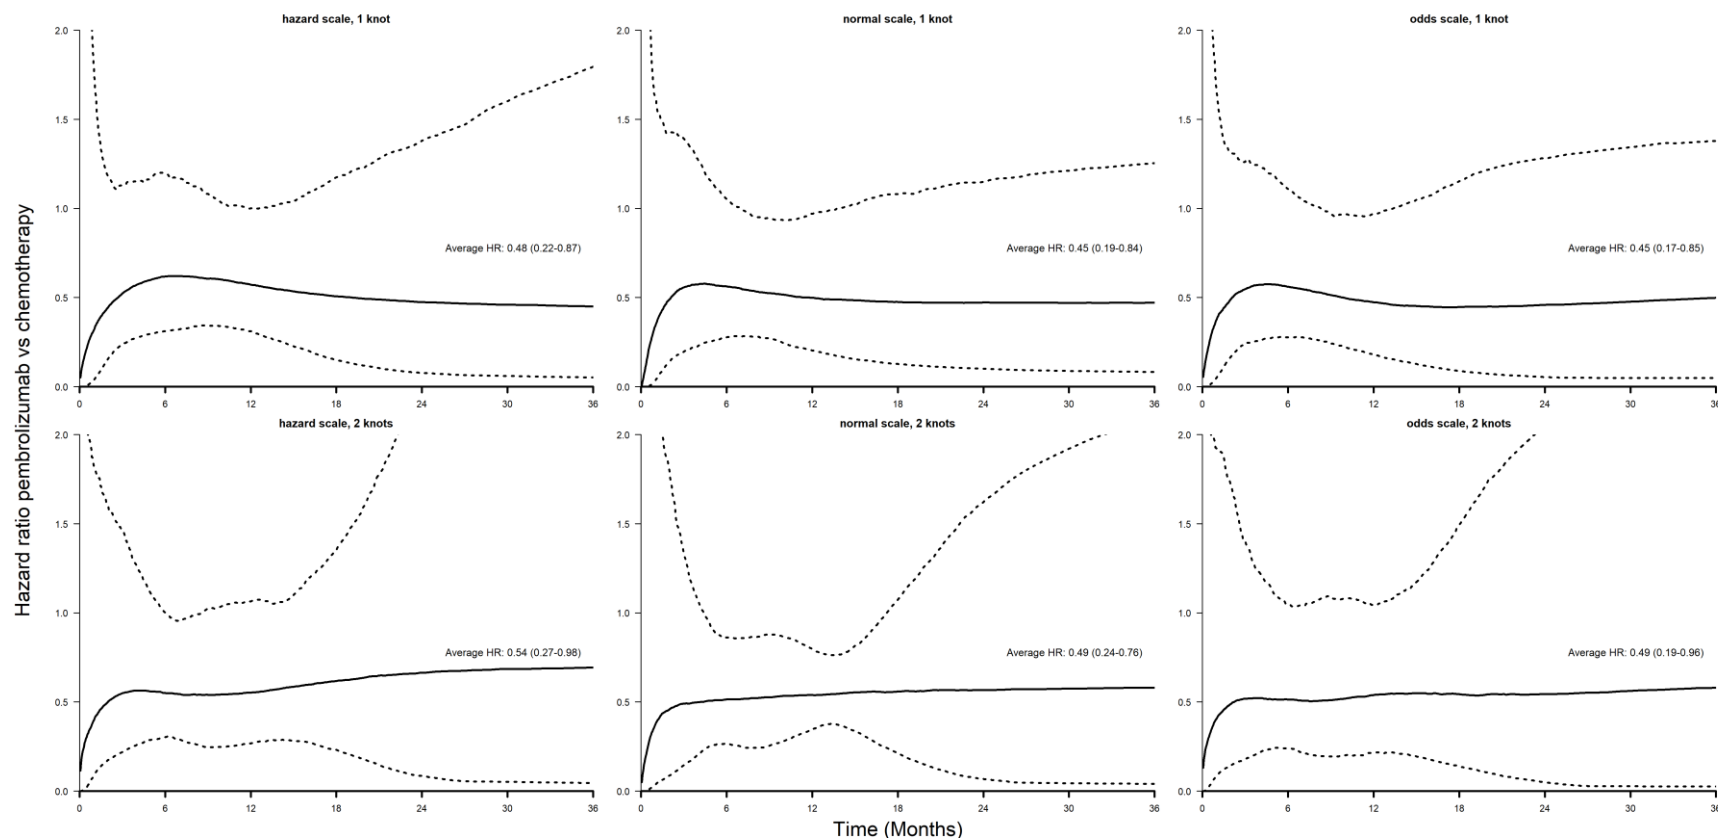 hazard scale, 1 knot
normal scale, 1 knot
odds scale, 1 knot
2.0 1.5 1.0 0.5 0.0
Average HR: 0.48 (0.22-0.87)
0 6 12 18 24 30 36
2.0 1.5 1.0 0.5 0.0
Average HR: 0.45 (0.19-0.84)
0 6 12 18 24 30 36
2.0 1.5 1.0 0.5 0.0
Average HR: 0.45 (0.17-0.85)
0 6 12 18 24 30 36
Hazard ratio pembrolizumab vs chemotherapy
hazard scale, 2 knots
normal scale, 2 knots
odds scale, 2 knots
2.0 1.5 1.0 0.5 0.0
Average HR: 0.54 (0.27-0.98)
0 6 12 18 24 30 36
2.0 1.5 1.0 0.5 0.0
Average HR: 0.49 (0.24-0.76)
0 6 12 18 24 30 36
2.0 1.5 1.0 0.5 0.0
Average HR: 0.49 (0.19-0.96)
0 6 12 18 24 30 36
Time (Months)